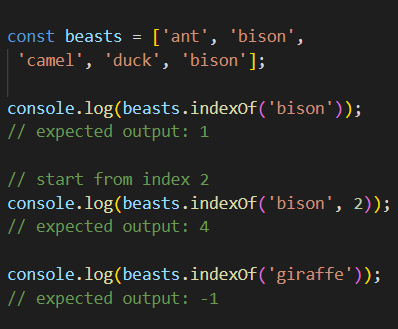 const beasts = ['ant', 'bison',
'camel', 'duck', 'bison'];
console.log(beasts.indexOf('bison'));
// expected output: 1
// start from index 2
console.log(beasts.indexOf('bison', 2));
// expected output: 4
console.log(beasts.indexOf('giraffe'));
// expected output: -1